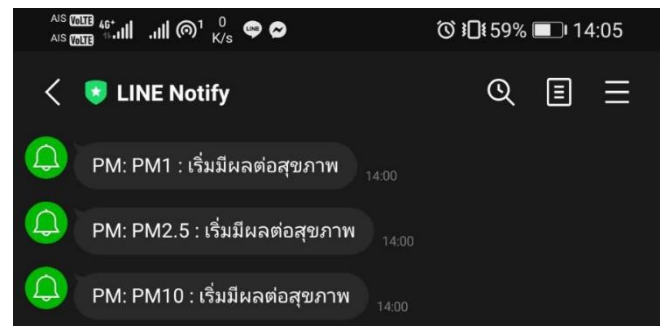 AIS VoLTE 4G+ 1 0 K/s LINE 59% 14:05
AIS VoLTE
LINE Notify
PM: PM1 : เริ่มมีผลต่อสุขภาพ 14:00
PM: PM2.5 : เริ่มมีผลต่อสุขภาพ 14:00
PM: PM10 : เริ่มมีผลต่อสุขภาพ 14:00